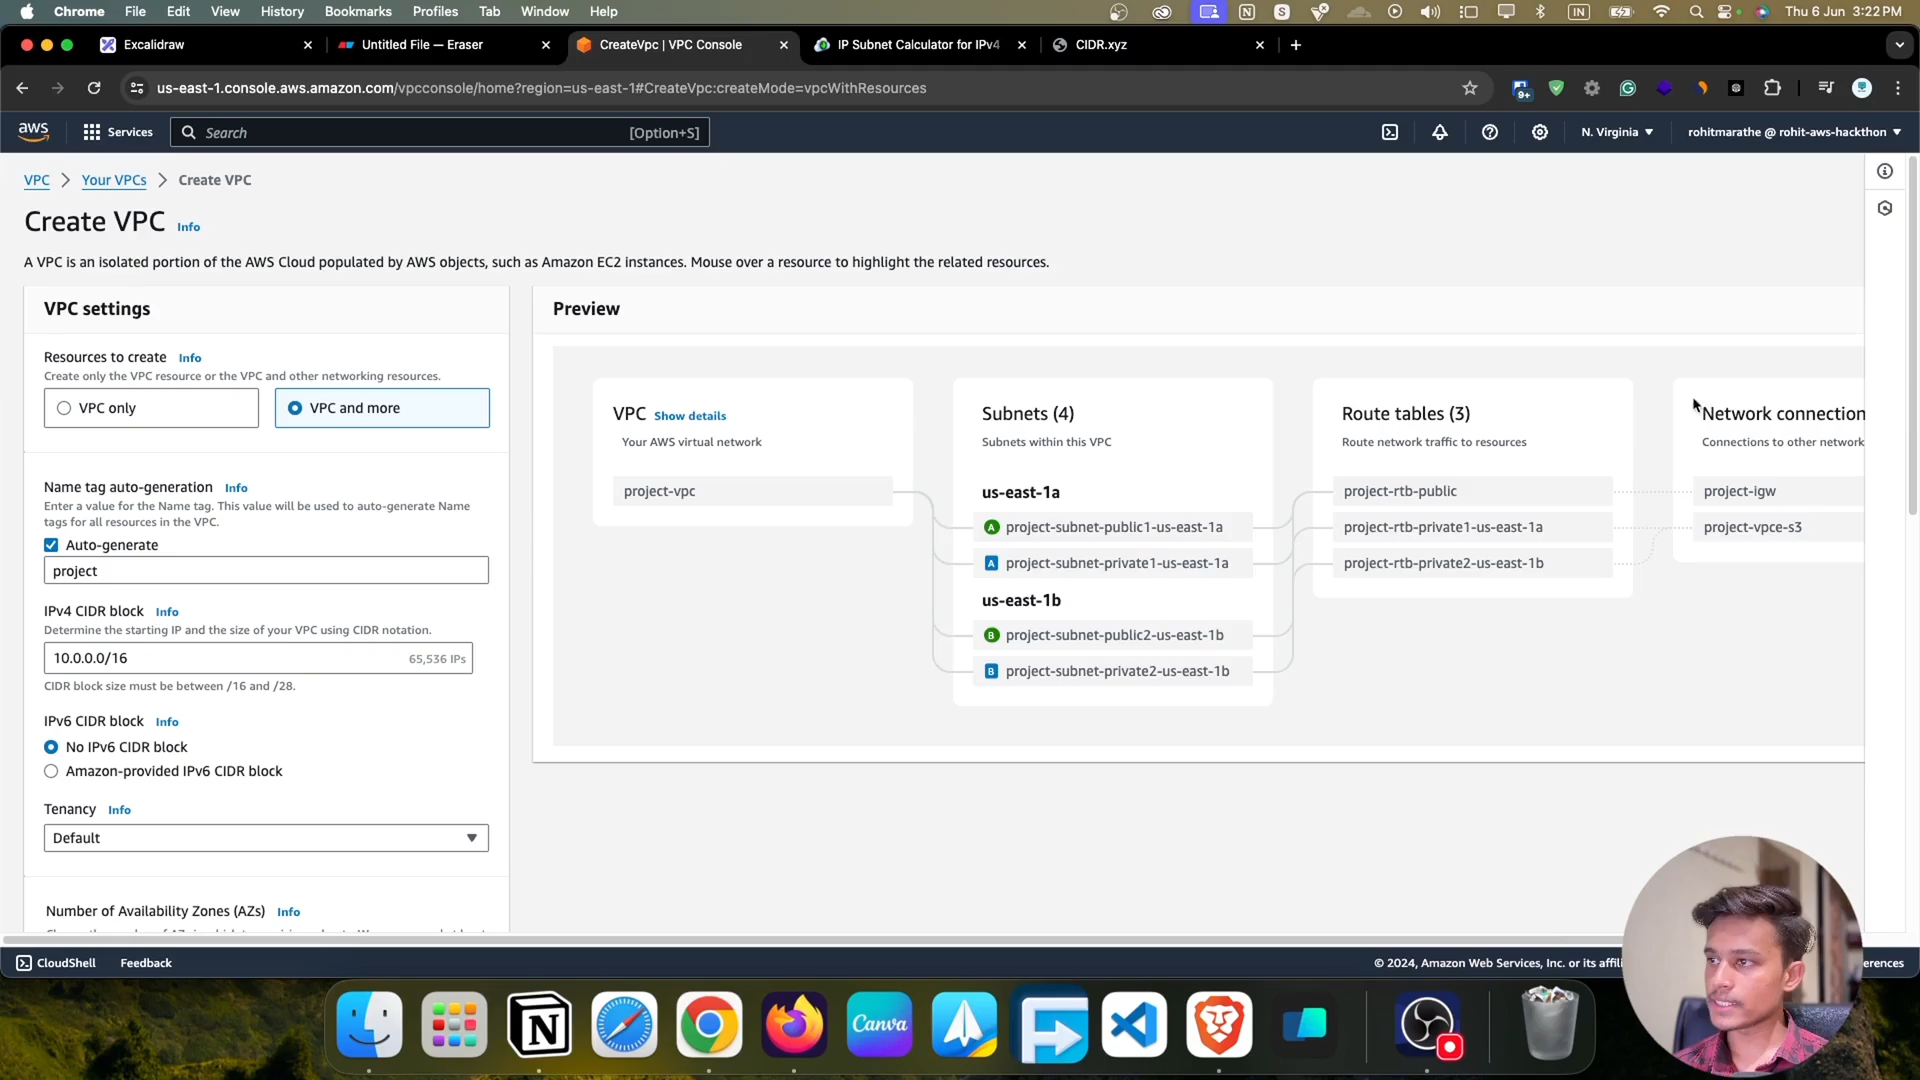 Chrome File Edit View History Bookmarks Profiles Tab Window Help
IN Thu 6 Jun 3:22 PM
Excalidraw Untitled File — Eraser CreateVpc | VPC Console IP Subnet Calculator for IPv4 CIDR.xyz
us-east-1.console.aws.amazon.com/vpcconsole/home?region=us-east-1#CreateVpc:createMode=vpcWithResources
9+
aws Services Search [Option+S] N. Virginia rohitmarathe @ rohit-aws-hackthon
VPC Your VPCs Create VPC
Create VPC Info
A VPC is an isolated portion of the AWS Cloud populated by AWS objects, such as Amazon EC2 instances. Mouse over a resource to highlight the related resources.
VPC settings
Resources to create Info
Create only the VPC resource or the VPC and other networking resources.
VPC only VPC and more
Name tag auto-generation Info
Enter a value for the Name tag. This value will be used to auto-generate Name
tags for all resources in the VPC.
Auto-generate
project
IPv4 CIDR block Info
Determine the starting IP and the size of your VPC using CIDR notation.
10.0.0.0/16 65,536 IPs
CIDR block size must be between /16 and /28.
IPv6 CIDR block Info
No IPv6 CIDR block
Amazon-provided IPv6 CIDR block
Tenancy Info
Default
Number of Availability Zones (AZs) Info
Preview
VPC Show details
Your AWS virtual network
project-vpc
Subnets (4)
Subnets within this VPC
us-east-1a
A project-subnet-public1-us-east-1a
A project-subnet-private1-us-east-1a
us-east-1b
B project-subnet-public2-us-east-1b
B project-subnet-private2-us-east-1b
Route tables (3)
Route network traffic to resources
project-rtb-public
project-rtb-private1-us-east-1a
project-rtb-private2-us-east-1b
Network connection
Connections to other network
project-igw
project-vpce-s3
CloudShell Feedback © 2024, Amazon Web Services, Inc. or its affili erences
Canva